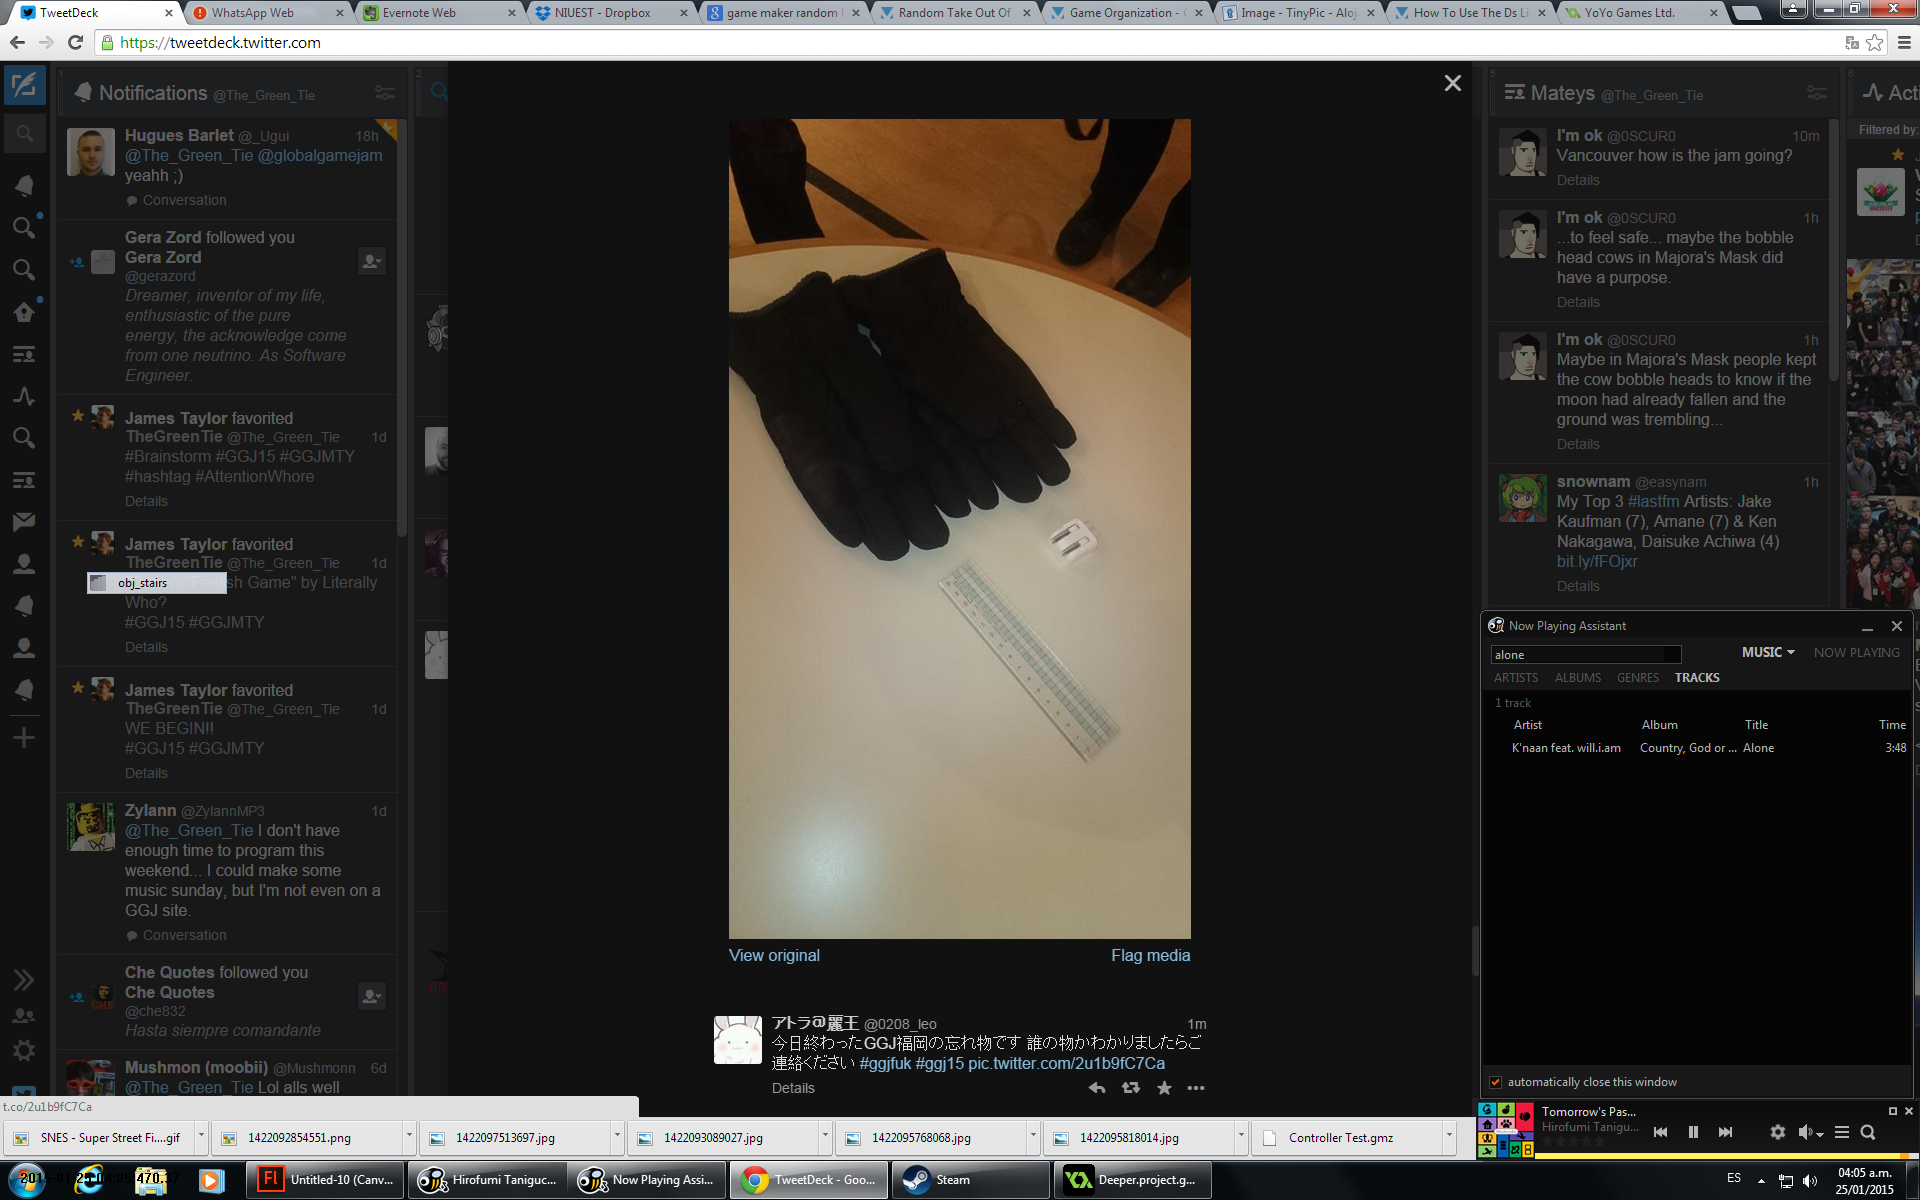 TweetDeck
WhatsApp Web
Evernote Web
NIUEST - Dropbox
game maker random
Random Take Out Of
Game Organization -
Image - TinyPic - Aloj
How To Use The Ds Li
YoYo Games Ltd.
https://tweetdeck.twitter.com
Notifications @The_Green_Tie
Hugues Barlet @_Ugui 18h
@The_Green_Tie @globalgamejam
yeahh ;)
Conversation
Gera Zord followed you
Gera Zord
@gerazord
Dreamer, inventor of my life,
enthusiastic of the pure
energy, the acknowledge come
from one neutrino. As Software
Engineer.
James Taylor favorited
TheGreenTie @The_Green_Tie 1d
#Brainstorm #GGJ15 #GGJMTY
#hashtag #AttentionWhore
Details
James Taylor favorited
TheGreenTie @The_Green_Tie 1d
obj_stairs
sh Game" by Literally
Who?
#GGJ15 #GGJMTY
Details
James Taylor favorited
TheGreenTie @The_Green_Tie 1d
WE BEGIN!!
#GGJ15 #GGJMTY
Details
Zylann @ZylannMP3 1d
@The_Green_Tie I don't have
enough time to program this
weekend... I could make some
music sunday, but I'm not even on a
GGJ site.
Conversation
Che Quotes followed you
Che Quotes
@che832
Hasta siempre comandante
Mushmon (moobii) @Mushmonn 6d
@The_Green_Tie Lol alls well
t.co/2u1b9fC7Ca
View original
Flag media
アトラ@麗王 @0208_leo 1m
今日終わったGGJ福岡の忘れ物です 誰の物かわかりましたらご
連絡ください #ggjfuk #ggj15 pic.twitter.com/2u1b9fC7Ca
Details
Mateys @The_Green_Tie
I'm ok @0SCUR0 10m
Vancouver how is the jam going?
Details
I'm ok @0SCUR0 1h
...to feel safe... maybe the bobble
head cows in Majora's Mask did
have a purpose.
Details
I'm ok @0SCUR0 1h
Maybe in Majora's Mask people kept
the cow bobble heads to know if the
moon had already fallen and the
ground was trembling...
Details
snownam @easynam 1h
My Top 3 #lastfm Artists: Jake
Kaufman (7), Amane (7) & Ken
Nakagawa, Daisuke Achiwa (4)
bit.ly/fFOjxr
Details
Acti
Filtered by:
Now Playing Assistant
alone
MUSIC NOW PLAYING
ARTISTS ALBUMS GENRES TRACKS
1 track
Artist Album Title Time
K'naan feat. will.i.am Country, God or ... Alone 3:48
automatically close this window
Tomorrow's Pas...
Hirofumi Tanigu...
SNES - Super Street Fi....gif
1422092854551.png
1422097513697.jpg
1422093089027.jpg
1422095768068.jpg
1422095818014.jpg
Controller Test.gmz
Untitled-10 (Canv...
Hirofumi Taniguc...
Now Playing Assi...
TweetDeck - Goo...
Steam
Deeper.project.g...
ES
04:05 a.m.
25/01/2015